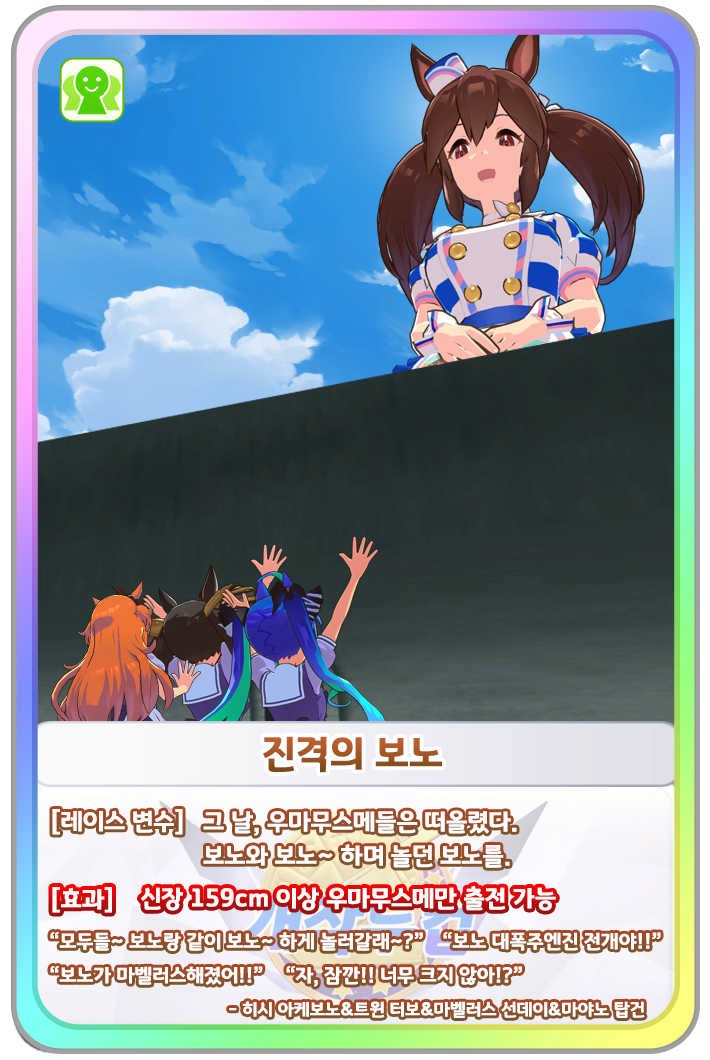 진격의 보노
[레이스 변수] 그 날, 우마무스메들은 떠올렸다.
보노와 보노~ 하며 놀던 보노를.
[효과] 신장 159cm 이상 우마무스메만 출전 가능
“모두들~ 보노랑 같이 보노~ 하게 놀러갈래~?” “보노 대폭주엔진 전개야!!”
“보노가 마벨러스해졌어!!” “자, 잠깐!! 너무 크지 않아!?”
- 히시 아케보노&트윈 터보&마벨러스 선데이&마야노 탑건